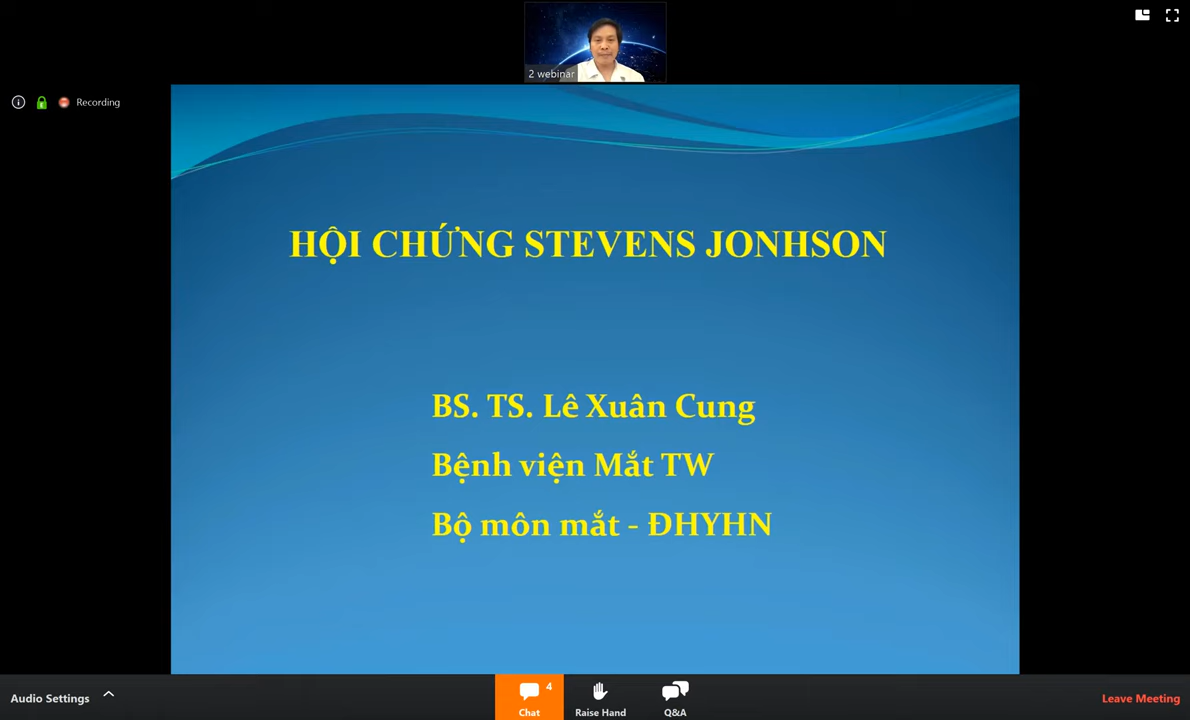 2 webinar
Recording
HỘI CHỨNG STEVENS JONHSON
BS. TS. Lê Xuân Cung
Bệnh viện Mắt TW
Bộ môn mắt - ĐHYHN
Audio Settings
4
Chat
Raise Hand
Q&A
Leave Meeting